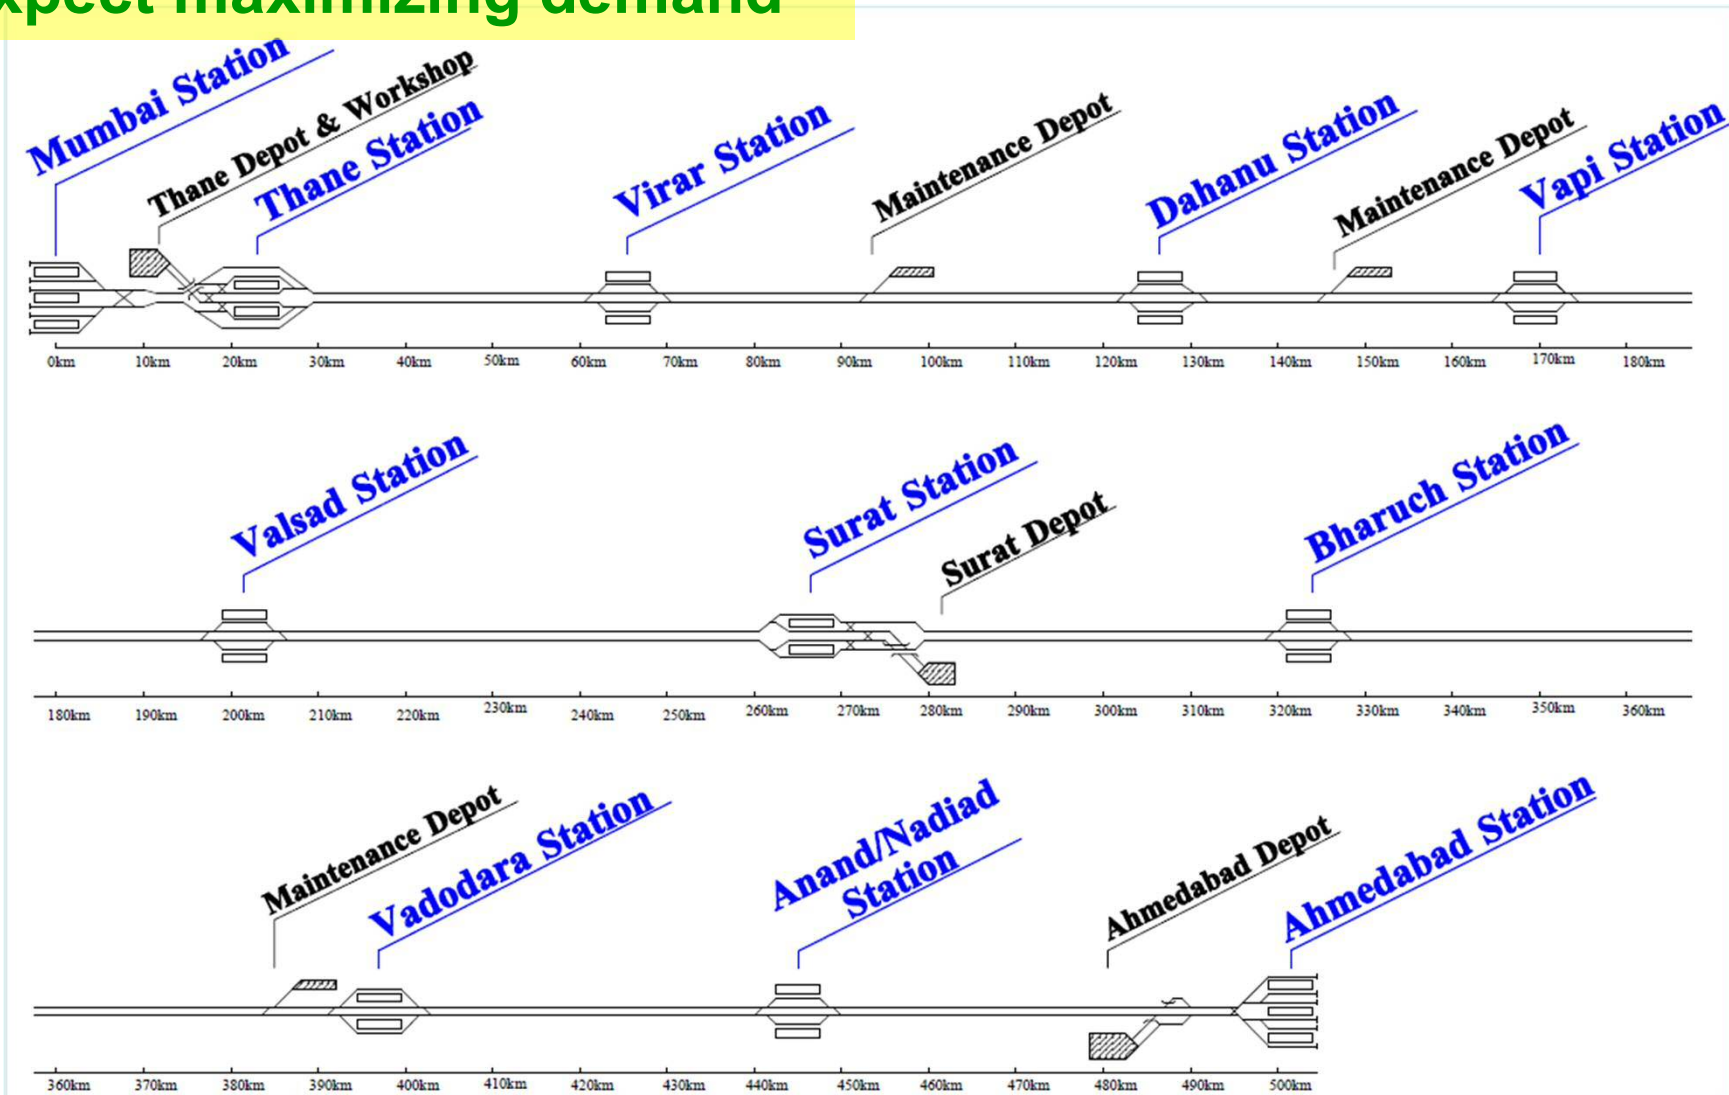 xpect maximizing demand
Mumbai Station
Thane Depot & Workshop
Thane Station
Virar Station
Maintenance Depot
Dahanu Station
Maintenance Depot
Vapi Station
0km 10km 20km 30km 40km 50km 60km 70km 80km 90km 100km 110km 120km 130km 140km 150km 160km 170km 180km
Valsad Station
Surat Station
Surat Depot
Bharuch Station
180km 190km 200km 210km 220km 230km 240km 250km 260km 270km 280km 290km 300km 310km 320km 330km 340km 350km 360km
Maintenance Depot
Vadodara Station
Anand/Nadiad
Station
Ahmedabad Depot
Ahmedabad Station
360km 370km 380km 390km 400km 410km 420km 430km 440km 450km 460km 470km 480km 490km 500km